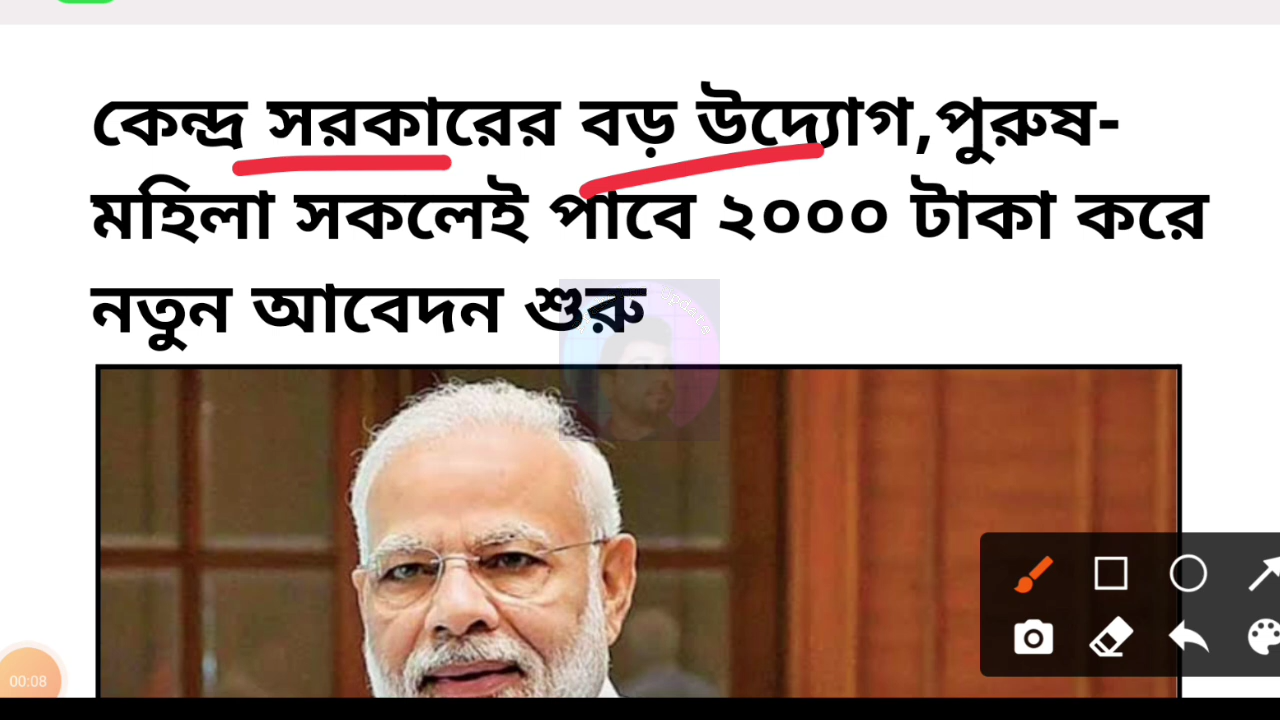 কেন্দ্র সরকারের বড় উদ্যোগ,পুরুষ-
মহিলা সকলেই পাবে ২০০০ টাকা করে
নতুন আবেদন শুরু
00:08